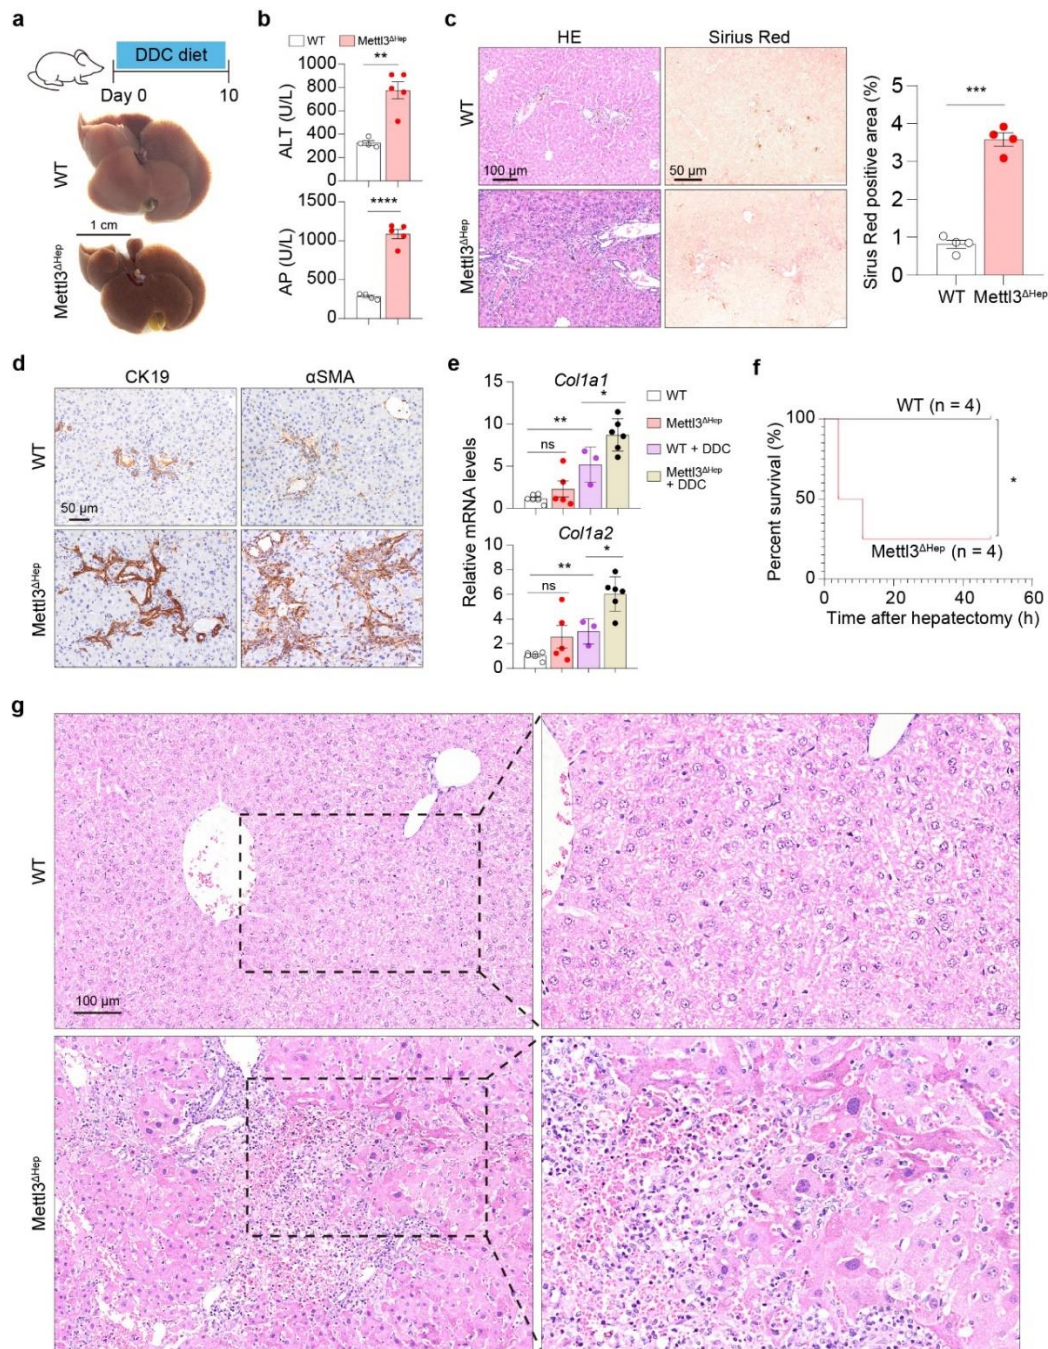 a
DDC diet
Day 0
10
WT
1 cm
Mettl3ΔHep
b
WT
Mettl3ΔHep
**
1000
800
600
400
200
0
ALT (U/L)
****
1500
1000
500
0
AP (U/L)
c
HE
Sirius Red
WT
100 µm
50 µm
Mettl3ΔHep
Sirus Red positive area (%)
***
5
4
3
2
1
0
WT
Mettl3ΔHep
d
CK19
αSMA
WT
50 µm
Mettl3ΔHep
e
Relative mRNA levels
Col1a1
15
10
5
0
ns
**
*
WT
Mettl3ΔHep
WT + DDC
Mettl3ΔHep
+ DDC
Col1a2
8
6
4
2
0
ns
**
*
f
Percent survival (%)
100
50
0
WT (n = 4)
*
Mettl3ΔHep (n = 4)
0
20
40
60
Time after hepatectomy (h)
g
WT
100 µm
Mettl3ΔHep